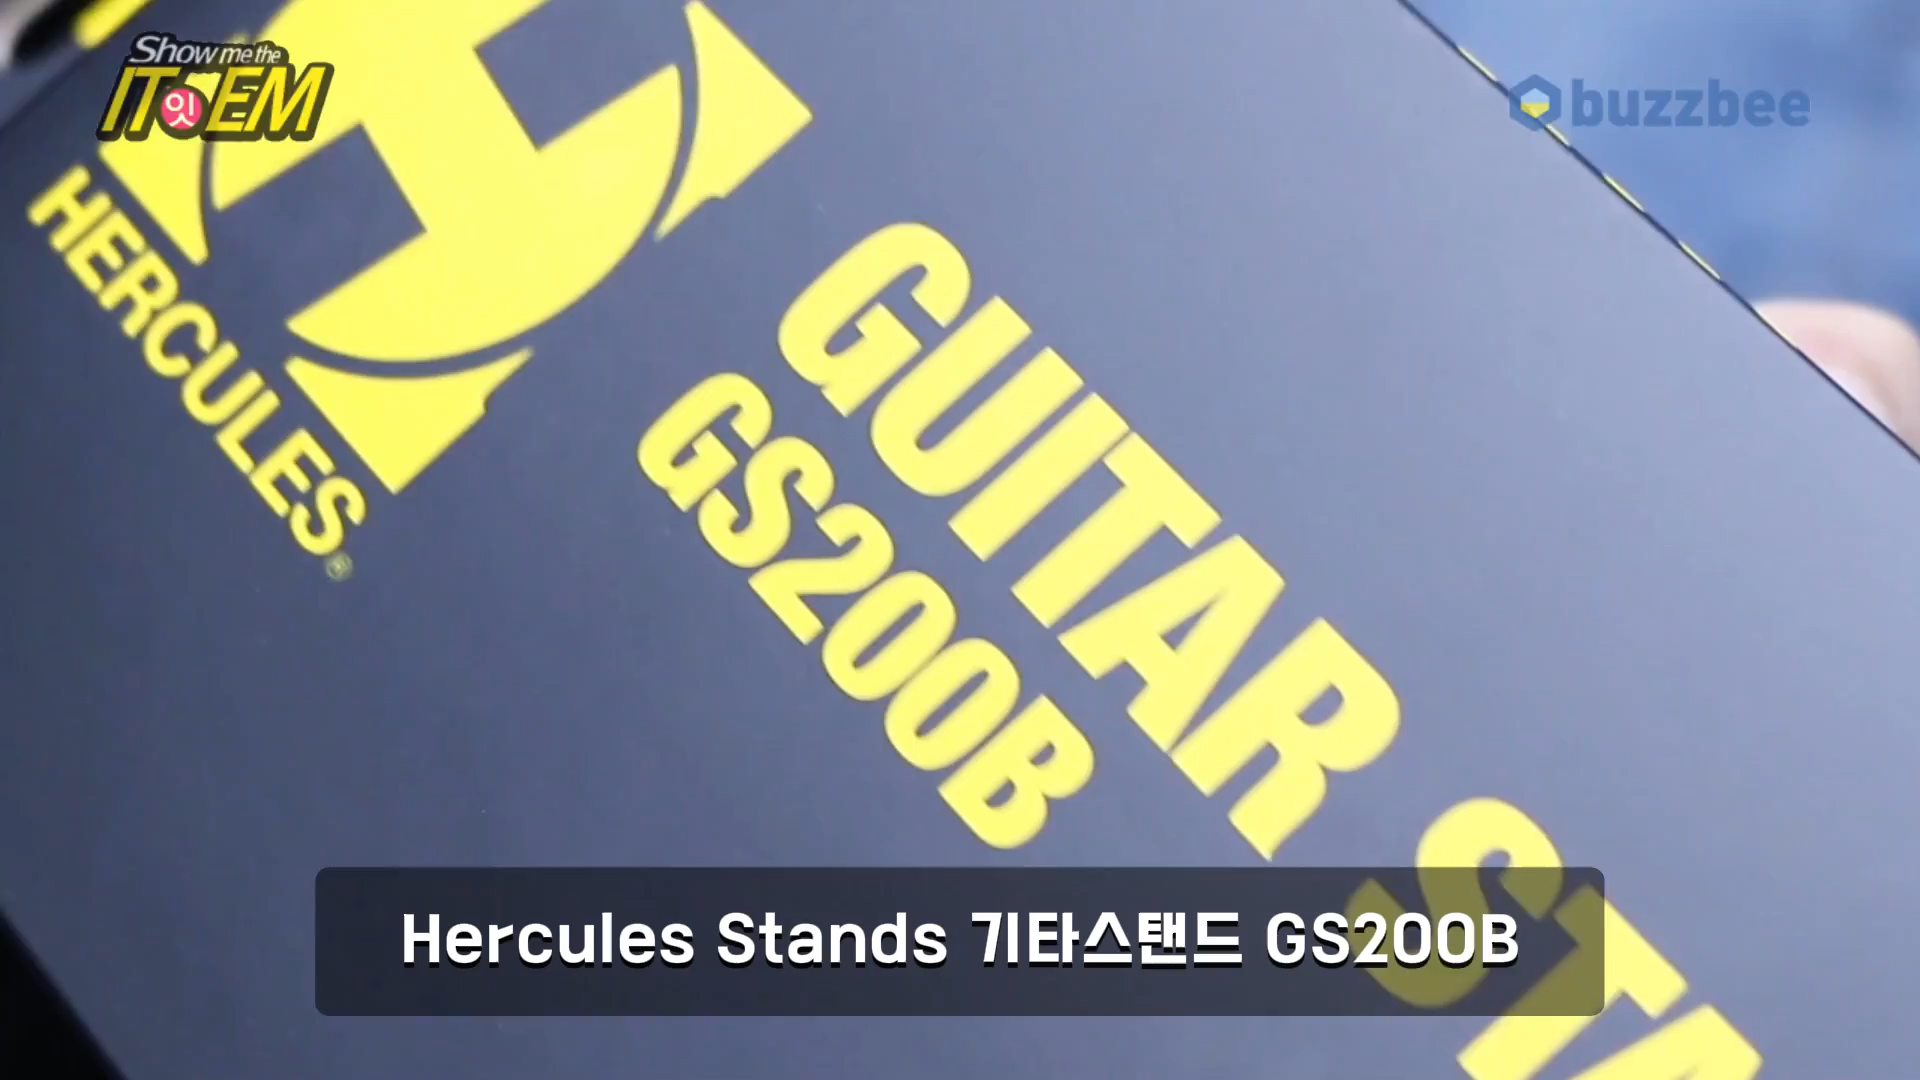 Show me the
IT잇EM
buzzbee
HERCULES®
GUITAR STA
GS200B
Hercules Stands 기타스탠드 GS200B